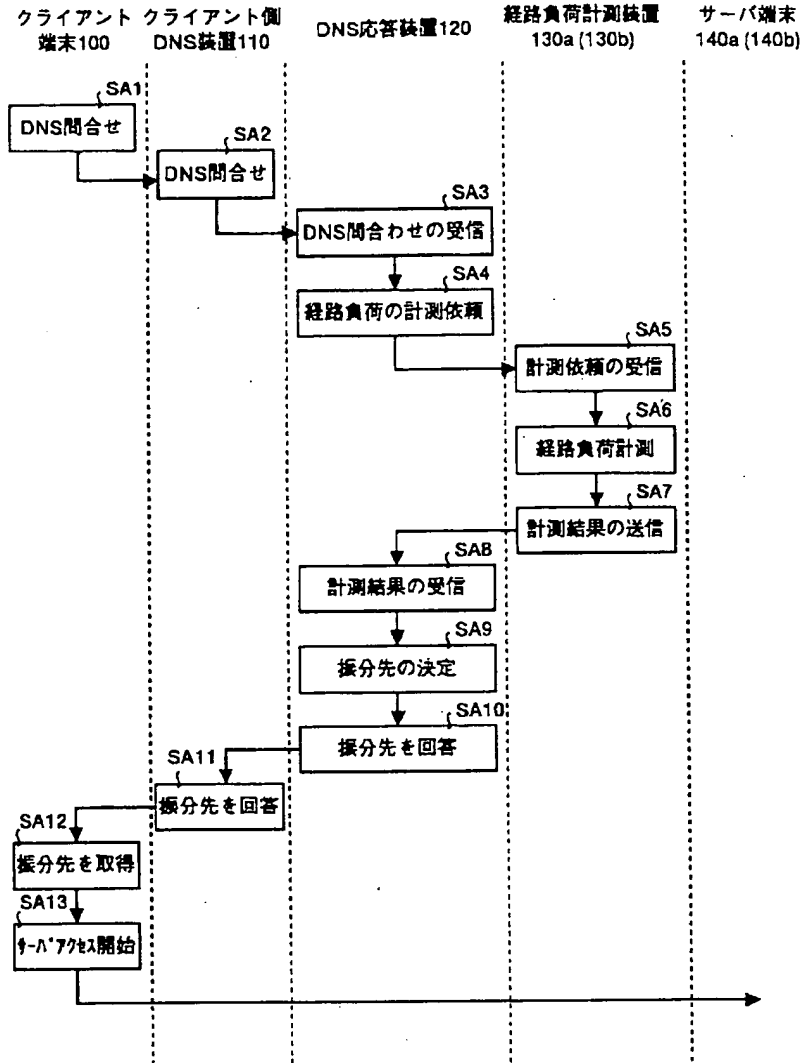 クライアント
端末100
クライアント側
DNS装置110
DNS応答装置120
経路負荷計測装置
130a (130b)
サーバ端末
140a (140b)
SA1
DNS問合せ
SA2
DNS問合せ
SA3
DNS問合わせの受信
SA4
経路負荷の計測依頼
SA5
計測依頼の受信
SA6
経路負荷計測
SA7
計測結果の送信
SA8
計測結果の受信
SA9
振分先の決定
SA10
振分先を回答
SA11
振分先を回答
SA12
振分先を取得
SA13
ｻｰﾊﾞｱｸｾｽ開始